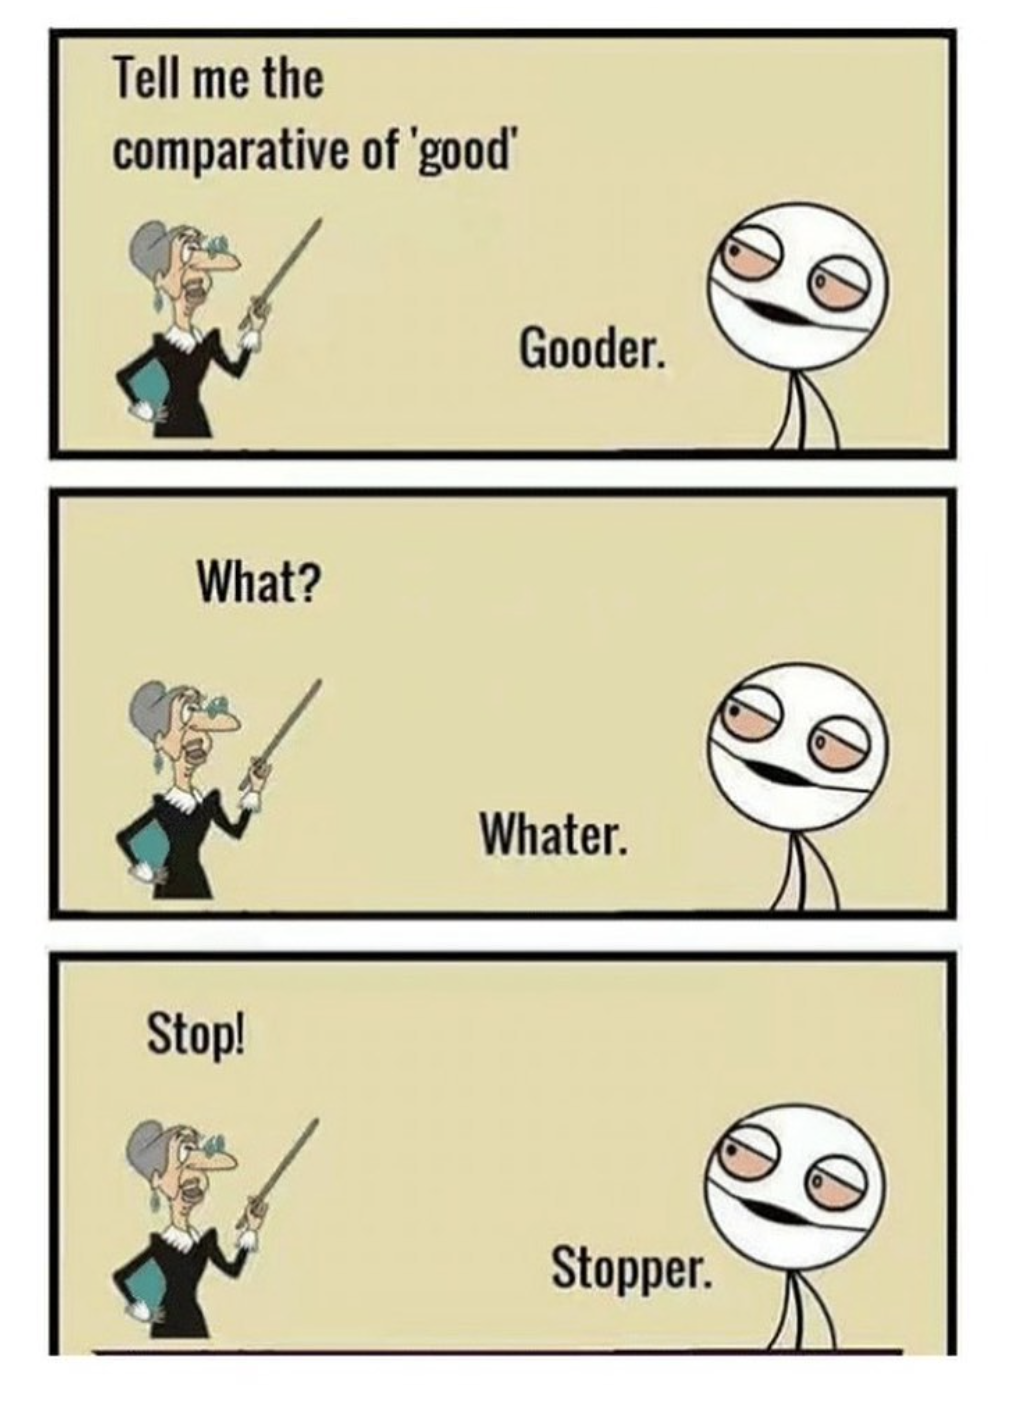 Tell me the
comparative of 'good'
Gooder.
What?
Whater.
Stop!
Stopper.